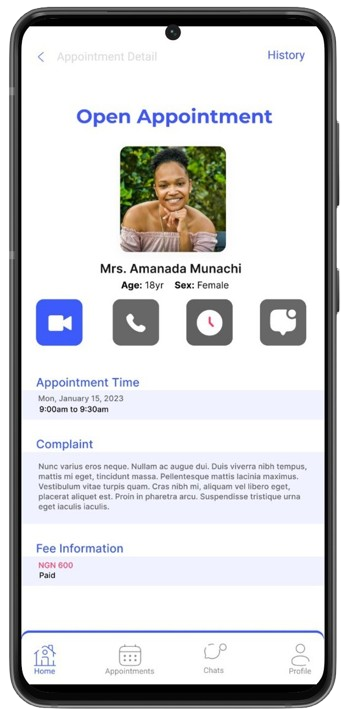 Appointment Detail
History
Open Appointment
Mrs. Amanada Munachi
Age: 18yr Sex: Female
Appointment Time
Mon, January 15, 2023
9:00am to 9:30am
Complaint
Nunc varius eros neque. Nullam ac augue dui. Duis viverra nibh tempus,
mattis mi eget, tincidunt massa. Pellentesque mattis lacinia maximus.
Vestibulum vitae turpis quam. Cras nibh mi, aliquam vel libero eget,
placerat aliquet est. Proin in pharetra arcu. Suspendisse tristique urna
eget iaculis iaculis.
Fee Information
NGN 600
Paid
Home
Appointments
Chats
Profile